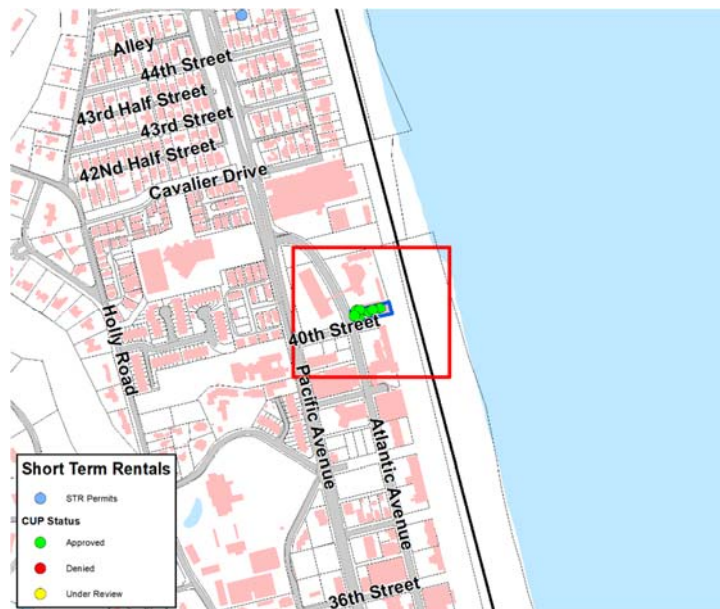 Alley
44th Street
43rd Half Street
43rd Street
42Nd Half Street
Cavalier Drive
40th Street
Holly Road
Pacific Avenue
Atlantic Avenue
36th Street
Short Term Rentals
STR Permits
CUP Status
Approved
Denied
Under Review